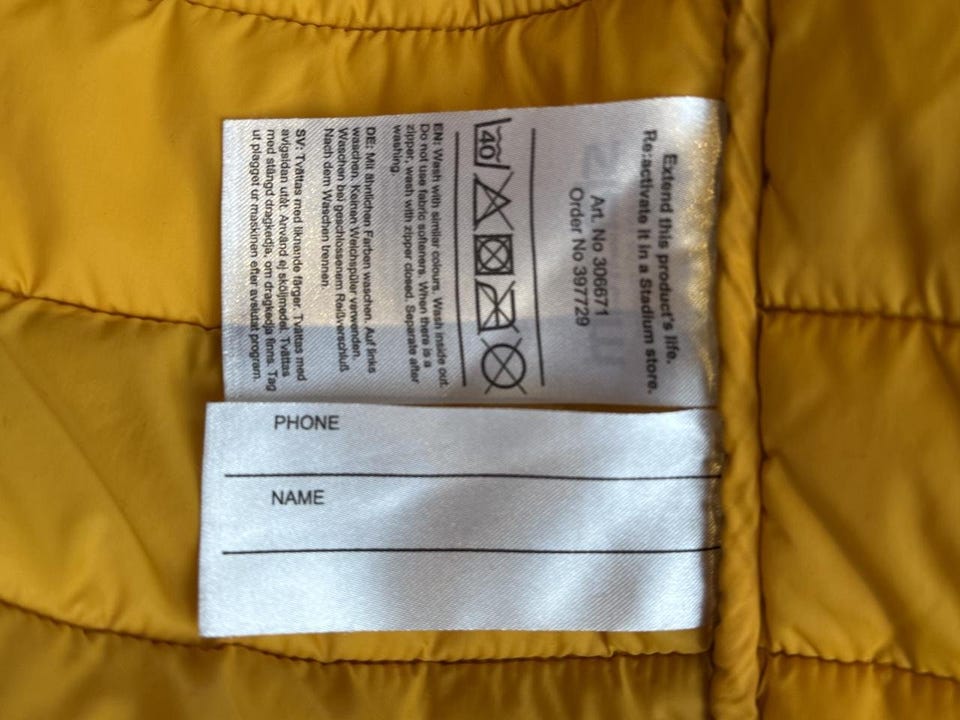 Extend this product's life.
Re:activate it in a Stadium store.
Art. No 306671
Order No 397729
40
EN: Wash with similar colours. Wash inside out.
Do not use fabric softeners. When there is a
zipper, wash with zipper closed. Separate after
washing.
DE: Mit ähnlichen Farben waschen. Auf links
waschen. Keinen Weichspüler verwenden.
Waschen bei geschlossenem Reißverschluß
Nach dem Waschen trennen.
SV: Tvättas med liknande färger. Tvättas med
avigsidan utåt. Använd ej sköljmedel. Tvättas
med stängd dragkedja, om dragkedja finns. Tag
ut plagget ur maskinen efter avslutat program.
PHONE
NAME